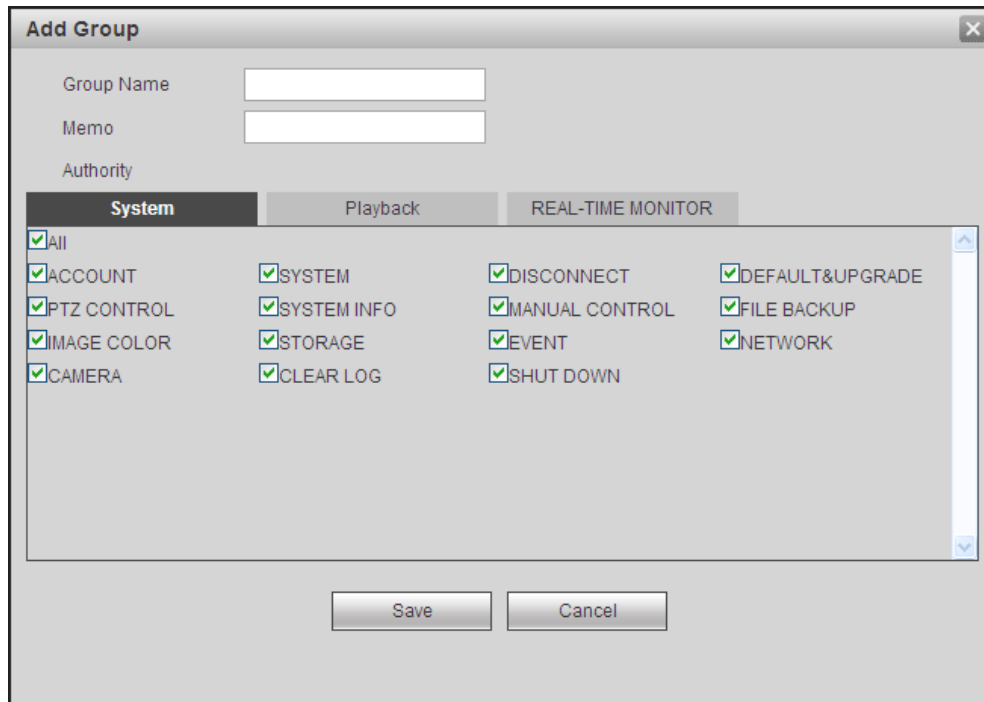 Add Group
Group Name
Memo
Authority
System Playback REAL-TIME MONITOR
All
ACCOUNT SYSTEM DISCONNECT DEFAULT&UPGRADE
PTZ CONTROL SYSTEM INFO MANUAL CONTROL FILE BACKUP
IMAGE COLOR STORAGE EVENT NETWORK
CAMERA CLEAR LOG SHUT DOWN
Save Cancel